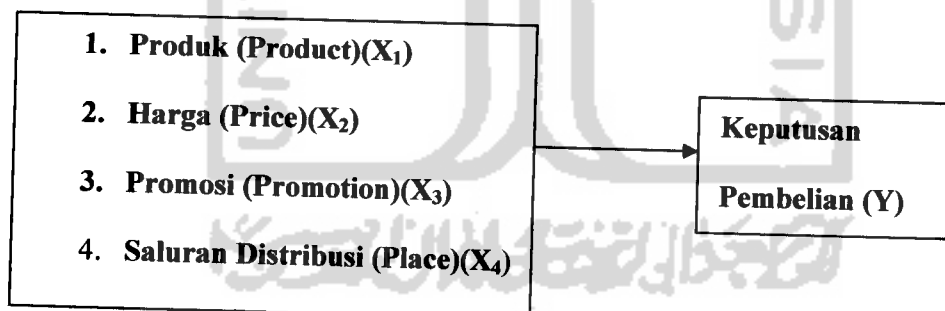 1. Produk (Product)(X₁)
2. Harga (Price)(X₂)
3. Promosi (Promotion)(X₃)
4. Saluran Distribusi (Place)(X₄)
Keputusan
Pembelian (Y)